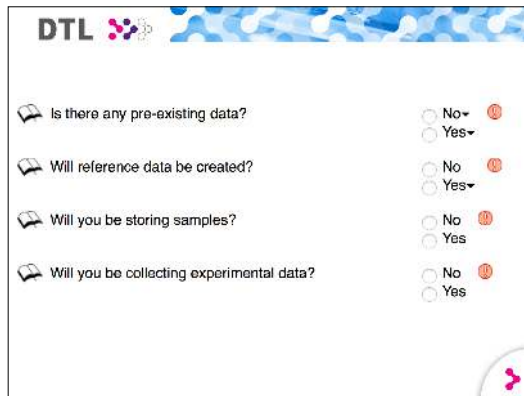 DTL
Is there any pre-existing data?
No
Yes
Will reference data be created?
No
Yes
Will you be storing samples?
No
Yes
Will you be collecting experimental data?
No
Yes